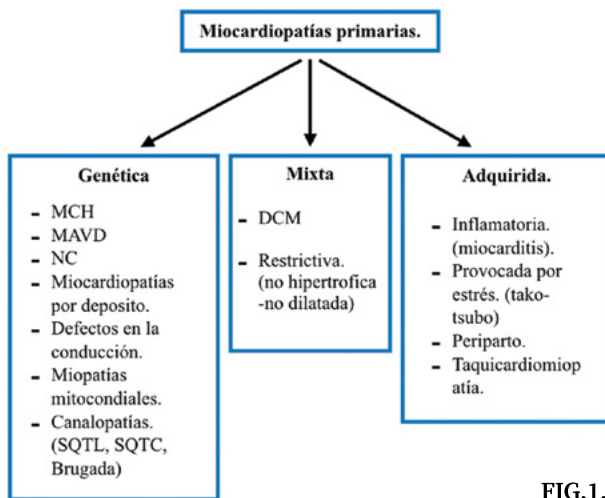 Miocardiopatías primarias.
Genética
- MCH
- MAVD
- NC
- Miocardiopatías
por deposito.
- Defectos en la
conducción.
- Miopatías
mitocondiales.
- Canalopatías.
(SQTL, SQTC,
Brugada)
Mixta
- DCM
- Restrictiva.
(no hipertrofica
-no dilatada)
Adquirida.
- Inflamatoria.
(miocarditis).
- Provocada por
estrés. (tako-
tsubo)
- Periparto.
- Taquicardiomiop
atía.
FIG.1.